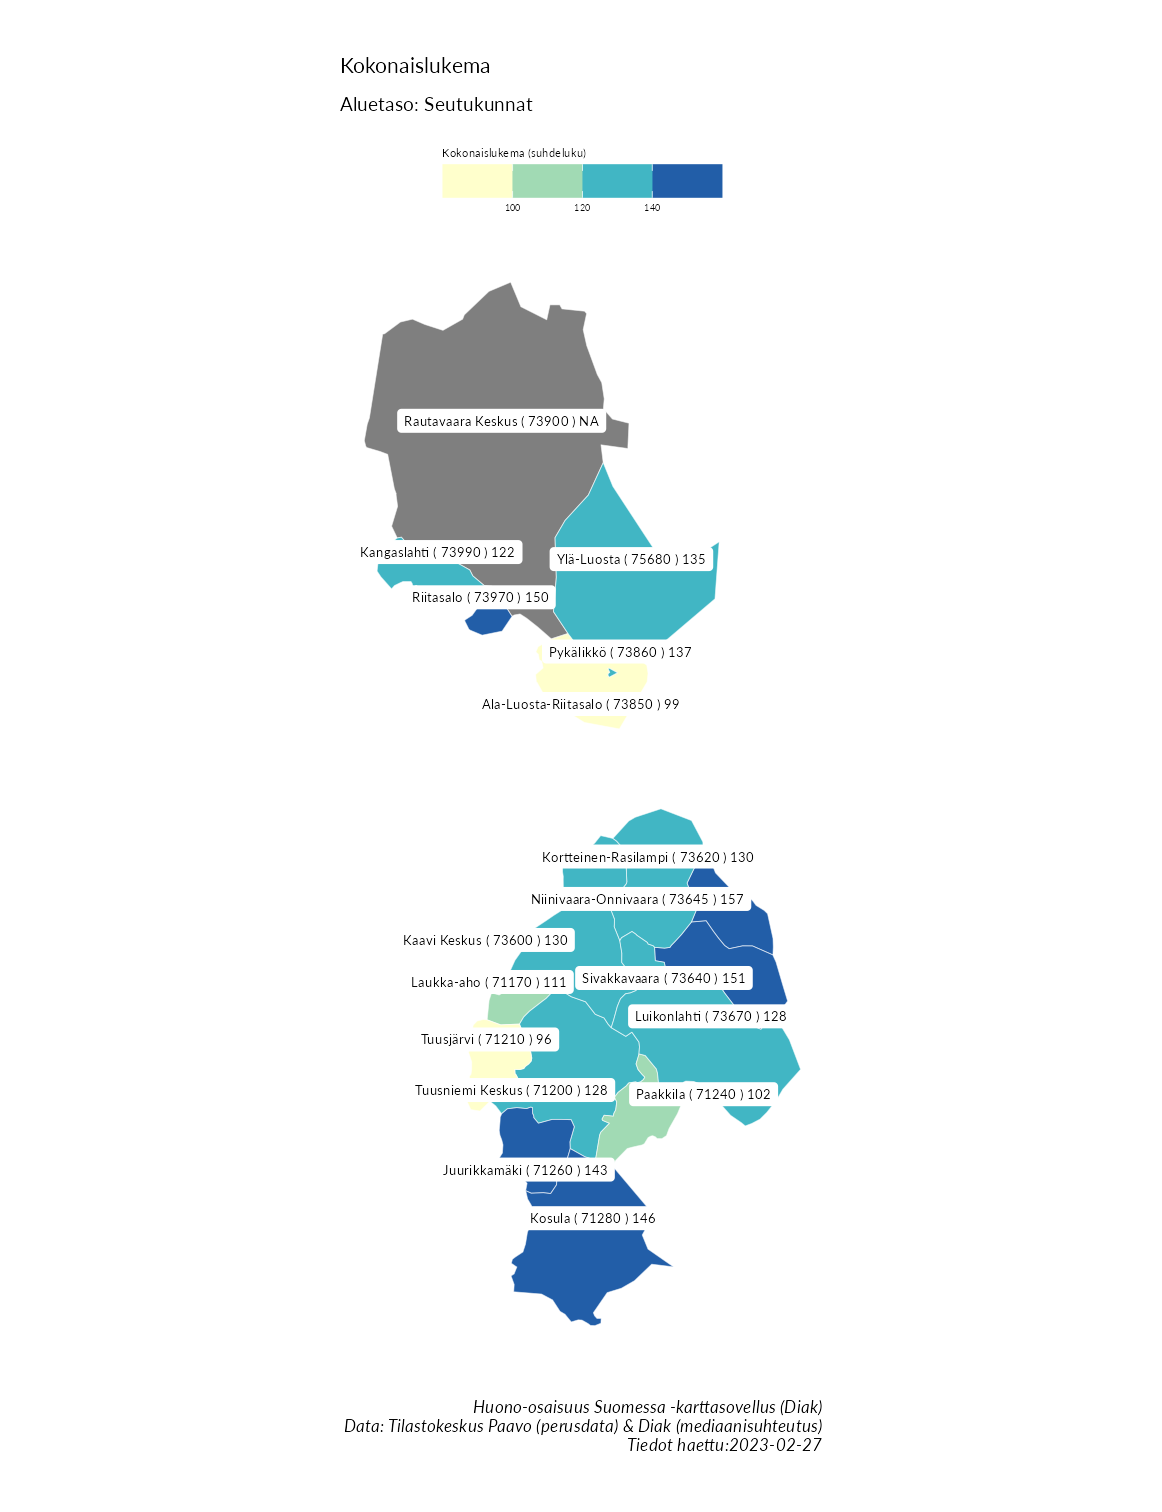 Kokonaislukema
Aluetaso: Seutukunnat
Kokonaislukema (suhdeluku)
100 120 140
Rautavaara Keskus ( 73900 ) NA
Kangaslahti ( 73990 ) 122
Ylä-Luosta ( 75680 ) 135
Riitasalo ( 73970 ) 150
Pykälikkö ( 73860 ) 137
Ala-Luosta-Riitasalo ( 73850 ) 99
Kortteinen-Rasilampi ( 73620 ) 130
Niinivaara-Onnivaara ( 73645 ) 157
Kaavi Keskus ( 73600 ) 130
Laukka-aho ( 71170 ) 111
Sivakkavaara ( 73640 ) 151
Luikonlahti ( 73670 ) 128
Tuusjärvi ( 71210 ) 96
Tuusniemi Keskus ( 71200 ) 128
Paakkila ( 71240 ) 102
Juurikkamäki ( 71260 ) 143
Kosula ( 71280 ) 146
Huono-osaisuus Suomessa -karttasovellus (Diak)
Data: Tilastokeskus Paavo (perusdata) & Diak (mediaanisuhteutus)
Tiedot haettu:2023-02-27